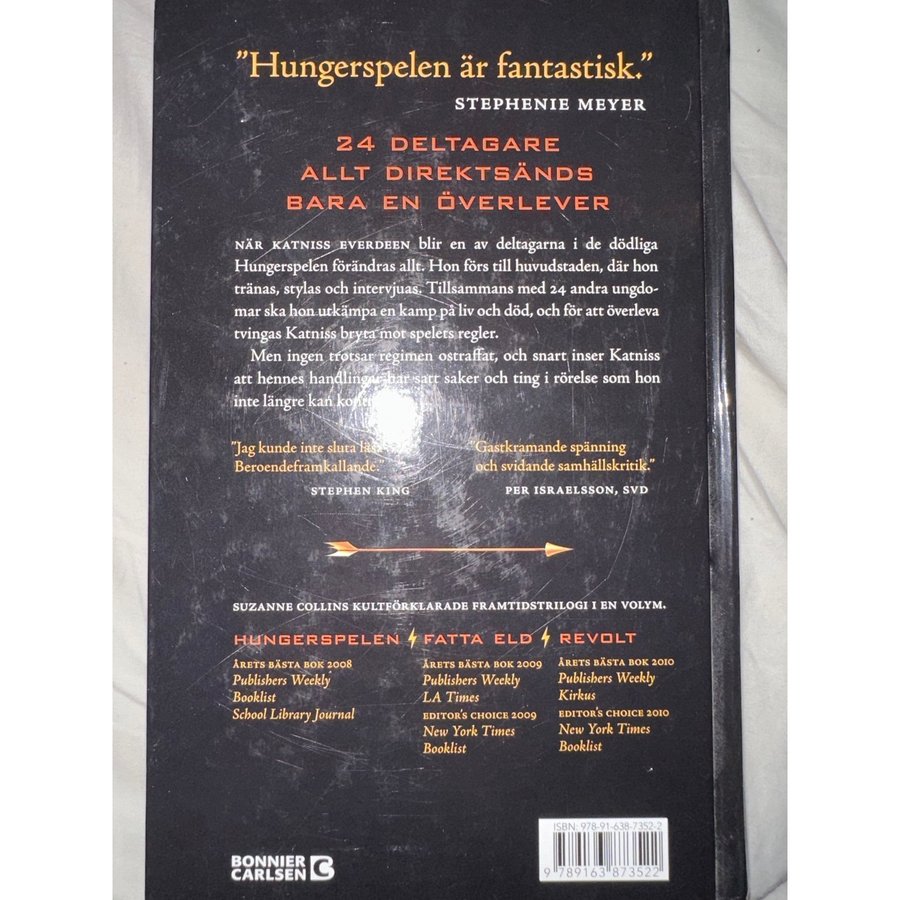 "Hungerspelen är fantastisk."
STEPHENIE MEYER
24 DELTAGARE
ALLT DIREKTSÄNDS
BARA EN ÖVERLEVER
NÄR KATNISS EVERDEEN blir en av deltagarna i de dödliga
Hungerspelen förändras allt. Hon förs till huvudstaden, där hon
tränas, stylas och intervjuas. Tillsammans med 24 andra ungdo-
mar ska hon utkämpa en kamp på liv och död, och för att överleva
tvingas Katniss bryta mot spelets regler.
Men ingen trotsar regimen ostraffat, och snart inser Katniss
att hennes handlingar har satt saker och ting i rörelse som hon
inte längre kan
"Jag kunde inte sluta läsa
Beroendeframkallande."
STEPHEN KING
"Gastkramande spänning
och svidande samhällskritik."
PER ISRAELSSON, SVD
SUZANNE COLLINS KULTFÖRKLARADE FRAMTIDSTRILOGI I EN VOLYM.
HUNGERSPELEN FATTA ELD REVOLT
ÅRETS BÄSTA BOK 2008
Publishers Weekly
Booklist
School Library Journal
ÅRETS BÄSTA BOK 2009
Publishers Weekly
LA Times
EDITOR'S CHOICE 2009
New York Times
Booklist
ÅRETS BÄSTA BOK 2010
Publishers Weekly
Kirkus
EDITOR'S CHOICE 2010
New York Times
Booklist
BONNIER
CARLSEN
ISBN: 978-91-638-7352-2
9 789163 873522